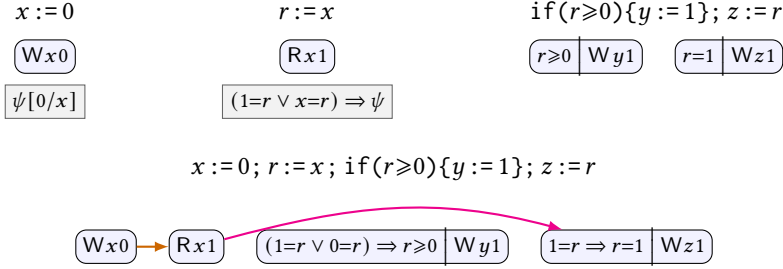 x := 0 r := x if(r⩾0){y := 1}; z := r
Wx0 Rx1 r⩾0 | Wy1 r=1 | Wz1
ψ[0/x] (1=r ∨ x=r) ⇒ ψ
x := 0; r := x; if(r⩾0){y := 1}; z := r
Wx0 Rx1 (1=r ∨ 0=r) ⇒ r⩾0 | Wy1 1=r ⇒ r=1 | Wz1